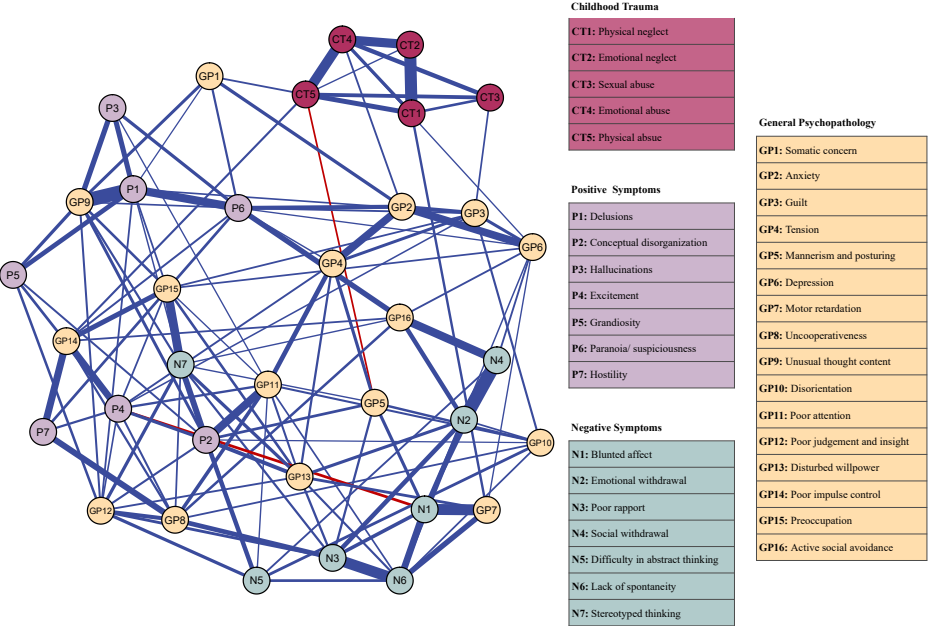 Childhood Trauma
CT1: Physical neglect
CT2: Emotional neglect
CT3: Sexual abuse
CT4: Emotional abuse
CT5: Physical absue
Positive Symptoms
P1: Delusions
P2: Conceptual disorganization
P3: Hallucinations
P4: Excitement
P5: Grandiosity
P6: Paranoia/ suspiciousness
P7: Hostility
Negative Symptoms
N1: Blunted affect
N2: Emotional withdrawal
N3: Poor rapport
N4: Social withdrawal
N5: Difficulty in abstract thinking
N6: Lack of spontaneity
N7: Stereotyped thinking
General Psychopathology
GP1: Somatic concern
GP2: Anxiety
GP3: Guilt
GP4: Tension
GP5: Mannerism and posturing
GP6: Depression
GP7: Motor retardation
GP8: Uncooperativeness
GP9: Unusual thought content
GP10: Disorientation
GP11: Poor attention
GP12: Poor judgement and insight
GP13: Disturbed willpower
GP14: Poor impulse control
GP15: Preoccupation
GP16: Active social avoidance
CT4
CT2
GP1
CT5
CT3
P3
CT1
P1
GP9
P6
GP2
GP3
GP6
GP4
P5
GP15
GP16
GP14
N7
N4
GP11
P4
GP5
N2
P7
P2
GP10
GP13
GP12
GP8
N1
GP7
N3
N5
N6